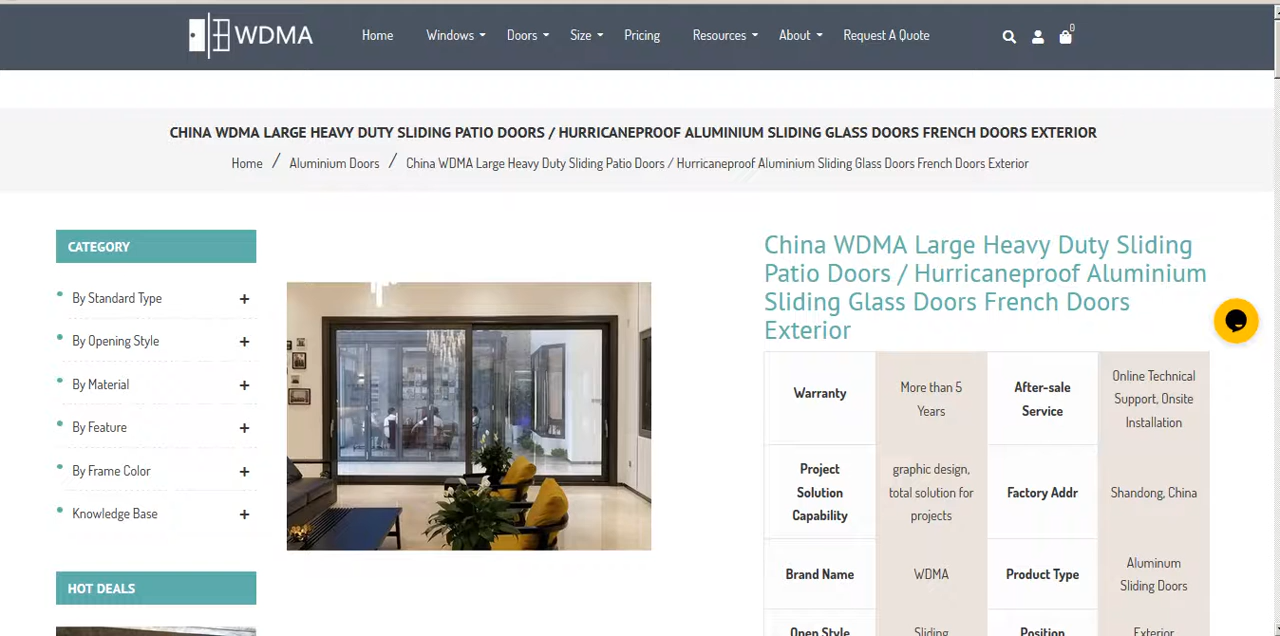 WDMA
Home Windows Doors Size Pricing Resources About Request A Quote 0
CHINA WDMA LARGE HEAVY DUTY SLIDING PATIO DOORS / HURRICANEPROOF ALUMINIUM SLIDING GLASS DOORS FRENCH DOORS EXTERIOR
Home / Aluminium Doors / China WDMA Large Heavy Duty Sliding Patio Doors / Hurricaneproof Aluminium Sliding Glass Doors French Doors Exterior
CATEGORY
By Standard Type +
By Opening Style +
By Material +
By Feature +
By Frame Color +
Knowledge Base +
HOT DEALS
China WDMA Large Heavy Duty Sliding
Patio Doors / Hurricaneproof Aluminium
Sliding Glass Doors French Doors
Exterior
Warranty
More than 5
Years
After-sale
Service
Online Technical
Support, Onsite
Installation
Project
Solution
Capability
graphic design,
total solution for
projects
Factory Addr
Shandong, China
Brand Name
WDMA
Product Type
Aluminum
Sliding Doors
Open Style
Sliding
Position
Exterior